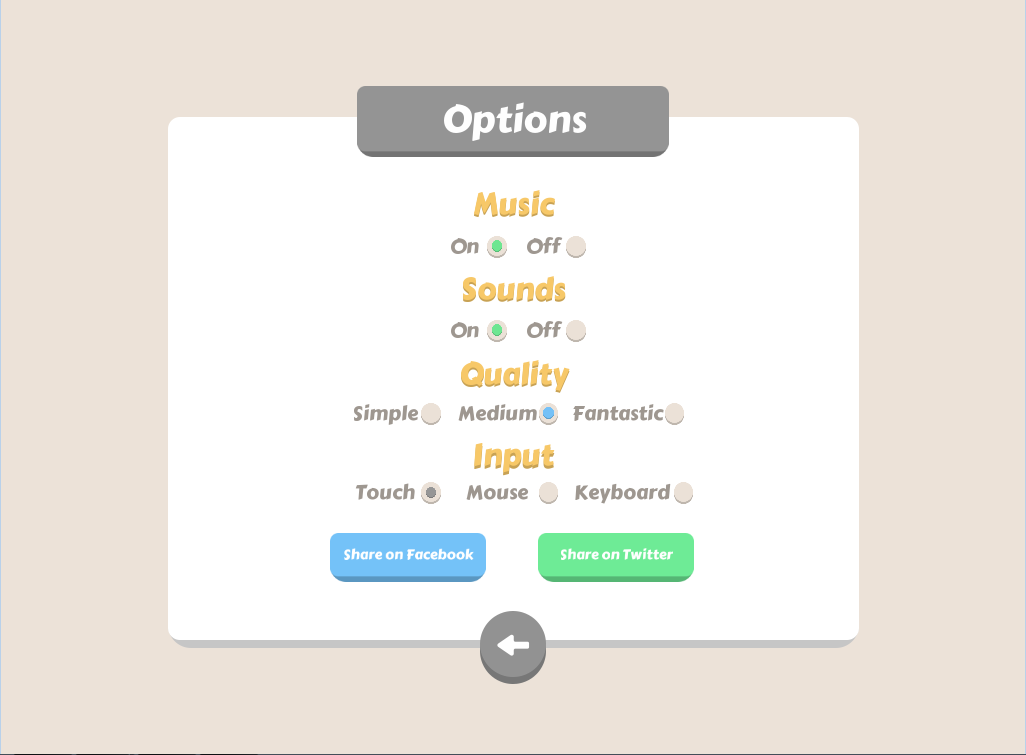 Options
Music
On Off
Sounds
On Off
Quality
Simple Medium Fantastic
Input
Touch Mouse Keyboard
Share on Facebook Share on Twitter